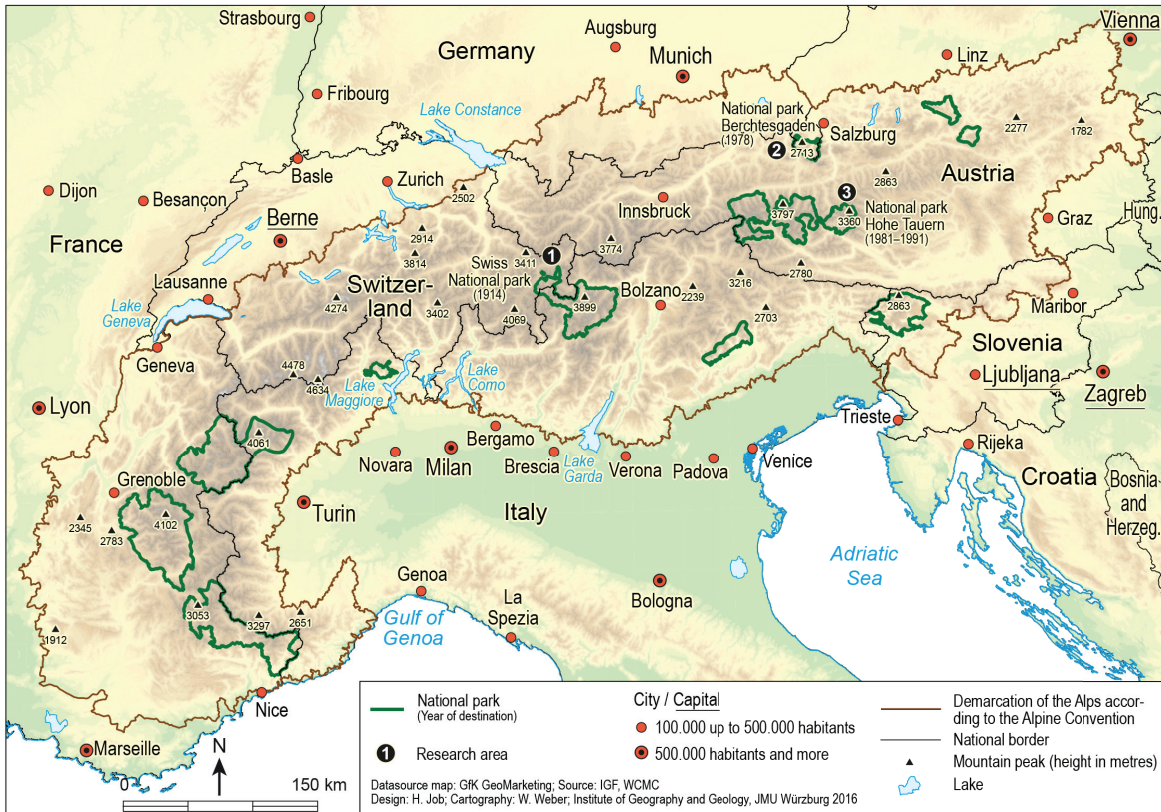 Strasbourg
Augsburg
Vienna
Germany
Munich
Linz
Fribourg
Lake Constance
National park
Berchtesgaden
(1978)
Salzburg
2277
1782
2
2713
Basle
Zurich
2502
Dijon
Besançon
Innsbruck
2863
Austria
3
3797
3360
National park
Hohe Tauern
(1981–1991)
Graz
Hung.
Berne
France
2914
3814
3774
Swiss
National park
(1914)
3411
1
2780
Lausanne
Switzer-
land
Lake
Geneva
4274
3402
4069
3899
Bolzano
2239
3216
2703
2863
Maribor
Slovenia
Geneva
4478
4634
Lake
Maggiore
Lake
Como
Ljubljana
Zagreb
Lyon
Trieste
Rijeka
4061
Bergamo
Novara
Milan
Brescia
Lake
Garda
Verona
Padova
Venice
Croatia
Bosnia
and
Herzeg.
Grenoble
2345
2783
4102
Turin
Italy
Adriatic
Sea
Genoa
La
Spezia
Bologna
Gulf of
Genoa
3053
3297
2651
1912
Nice
Marseille
N
0
150 km
National park
(Year of destination)
1
Research area
City / Capital
100.000 up to 500.000 habitants
500.000 habitants and more
Demarcation of the Alps accor-
ding to the Alpine Convention
National border
Mountain peak (height in metres)
Lake
Datasource map: GfK GeoMarketing; Source: IGF, WCMC
Design: H. Job; Cartography: W. Weber; Institute of Geography and Geology, JMU Würzburg 2016